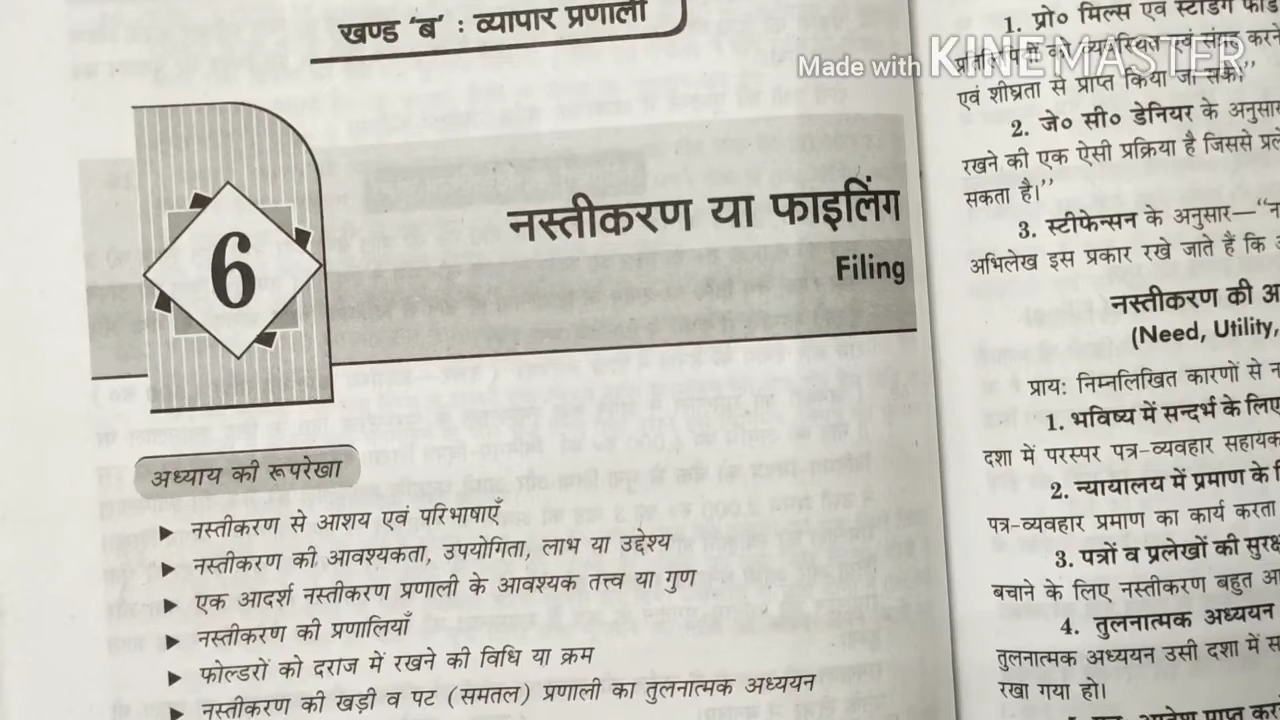 खण्ड 'ब' : व्यापार प्रणाली
6
नस्तीकरण या फाइलिंग
Filing
अध्याय की रूपरेखा
▶ नस्तीकरण से आशय एवं परिभाषाएँ
▶ नस्तीकरण की आवश्यकता, उपयोगिता, लाभ या उद्देश्य
▶ एक आदर्श नस्तीकरण प्रणाली के आवश्यक तत्त्व या गुण
▶ नस्तीकरण की प्रणालियाँ
▶ फोल्डरों को दराज में रखने की विधि या क्रम
▶ नस्तीकरण की खड़ी व पट (समतल) प्रणाली का तुलनात्मक अध्ययन
Made with KINEMASTER
1. प्रो० मिल्स एवं
एवं शीघ्रता से प्राप्त किया जा सके।"
2. जे० सी० डेनियर के अनुसार
रखने की एक ऐसी प्रक्रिया है जिससे
सकता है।"
3. स्टीफेन्सन के अनुसार—"
अभिलेख इस प्रकार रखे जाते हैं कि
नस्तीकरण की
(Need, Utility,
प्राय: निम्नलिखित कारणों से
1. भविष्य में सन्दर्भ के लिए
दशा में परस्पर पत्र-व्यवहार
2. न्यायालय में प्रमाण के
पत्र-व्यवहार प्रमाण का कार्य करता
3. पत्रों व प्रलेखों की
बचाने के लिए नस्तीकरण बहुत
4. तुलनात्मक अध्ययन
तुलनात्मक अध्ययन उसी दशा में
रखा गया हो।